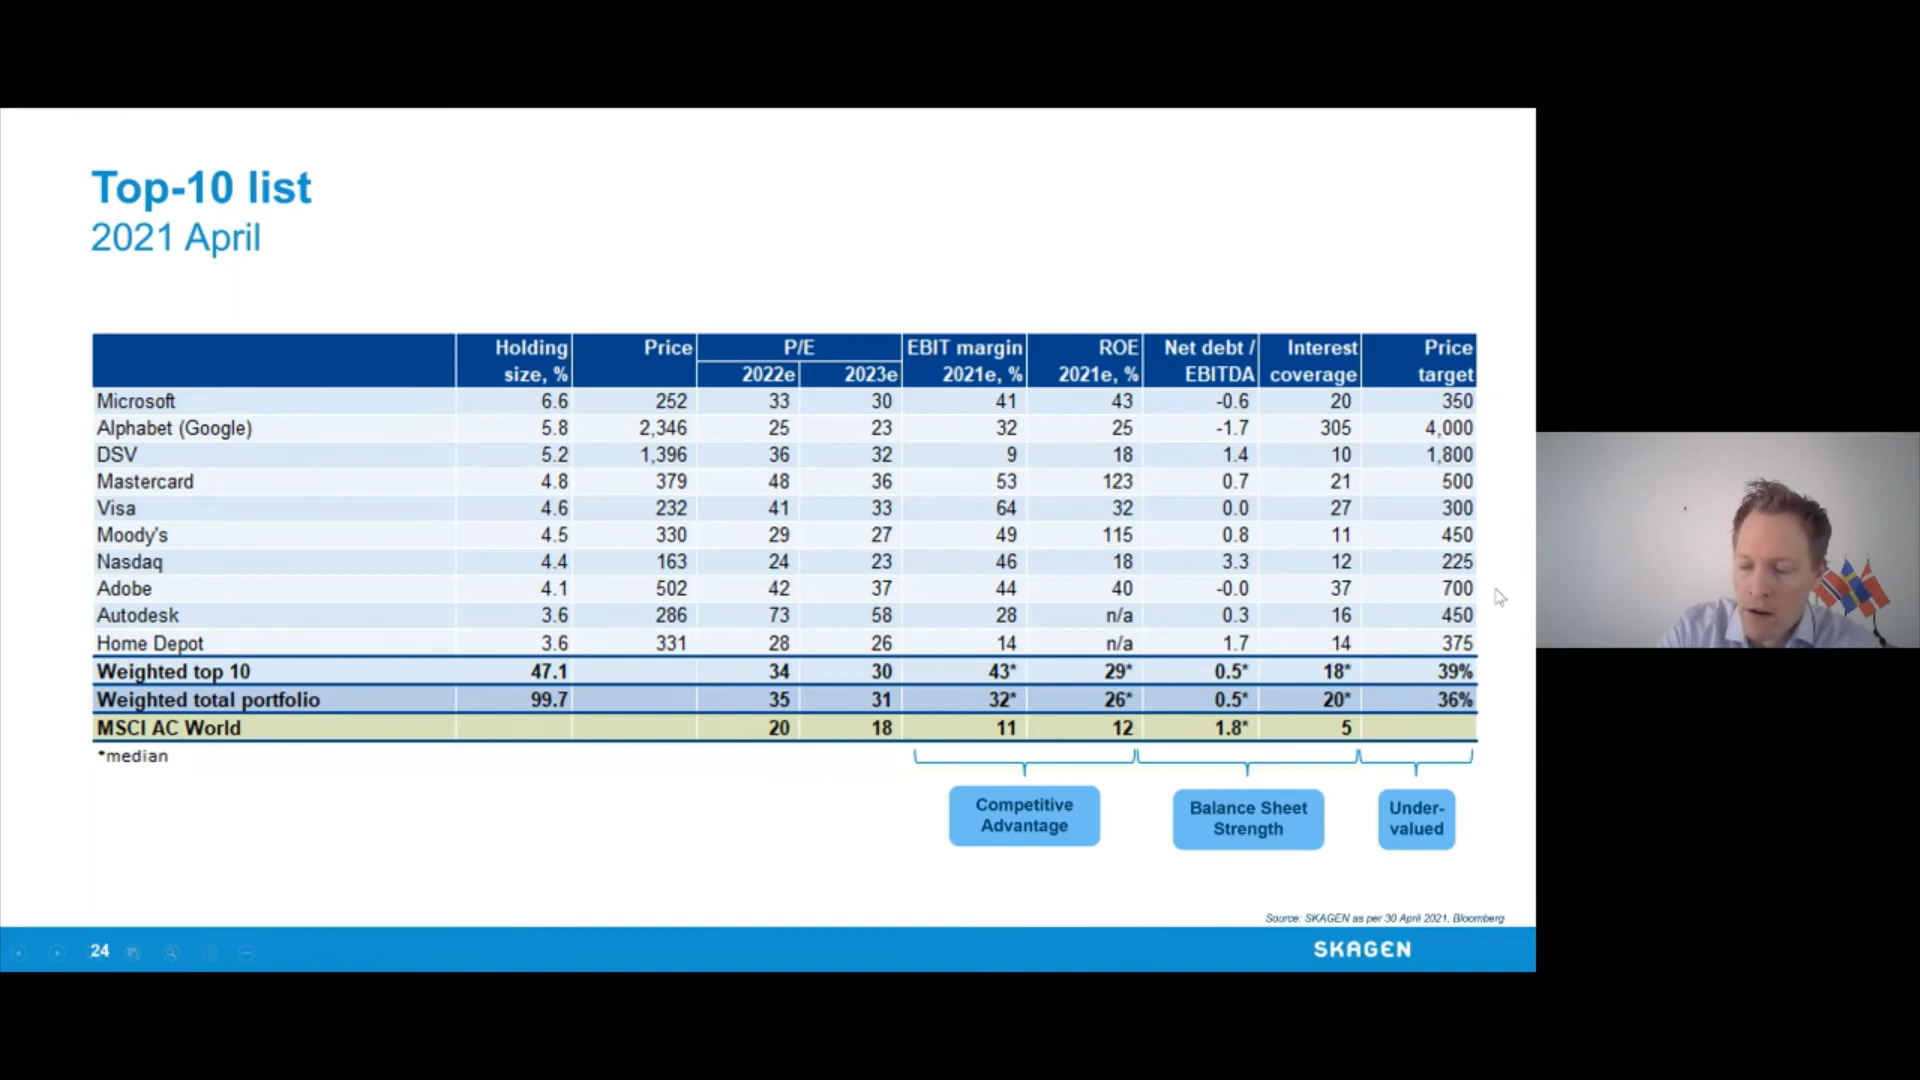 Top-10 list
2021 April
Holding size, % Price P/E 2022e 2023e EBIT margin 2021e, % ROE 2021e, % Net debt / EBITDA Interest coverage Price target
Microsoft 6.6 252 33 30 41 43 -0.6 20 350
Alphabet (Google) 5.8 2,346 25 23 32 25 -1.7 305 4,000
DSV 5.2 1,396 36 32 9 18 1.4 10 1,800
Mastercard 4.8 379 48 36 53 123 0.7 21 500
Visa 4.6 232 41 33 64 32 0.0 27 300
Moody's 4.5 330 29 27 49 115 0.8 11 450
Nasdaq 4.4 163 24 23 46 18 3.3 12 225
Adobe 4.1 502 42 37 44 40 -0.0 37 700
Autodesk 3.6 286 73 58 28 n/a 0.3 16 450
Home Depot 3.6 331 28 26 14 n/a 1.7 14 375
Weighted top 10 47.1 34 30 43* 29* 0.5* 18* 39%
Weighted total portfolio 99.7 35 31 32* 26* 0.5* 20* 36%
MSCI AC World 20 18 11 12 1.8* 5
*median
Competitive
Advantage
Balance Sheet
Strength
Under-
valued
Source: SKAGEN as per 30 April 2021, Bloomberg
24
SKAGEN